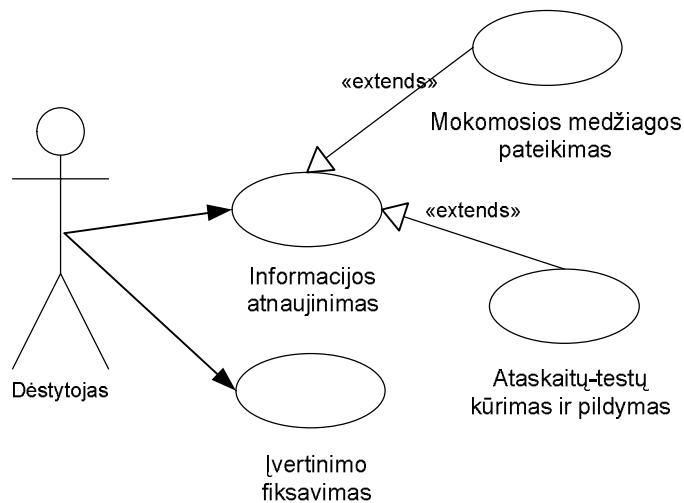 «extends»
Mokomosios medžiagos
pateikimas
«extends»
Informacijos
atnaujinimas
Dėstytojas
Ataskaitų-testų
kūrimas ir pildymas
Įvertinimo
fiksavimas